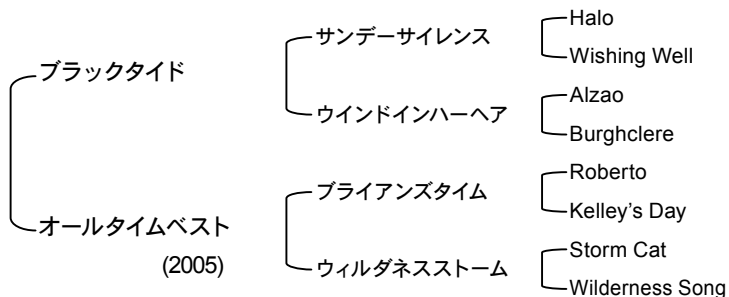 ブラックタイド
オールタイムベスト
(2005)
サンデーサイレンス
ウインドインハーヘア
ブライアンズタイム
ウィルダネスストーム
Halo
Wishing Well
Alzao
Burghclere
Roberto
Kelley’s Day
Storm Cat
Wilderness Song